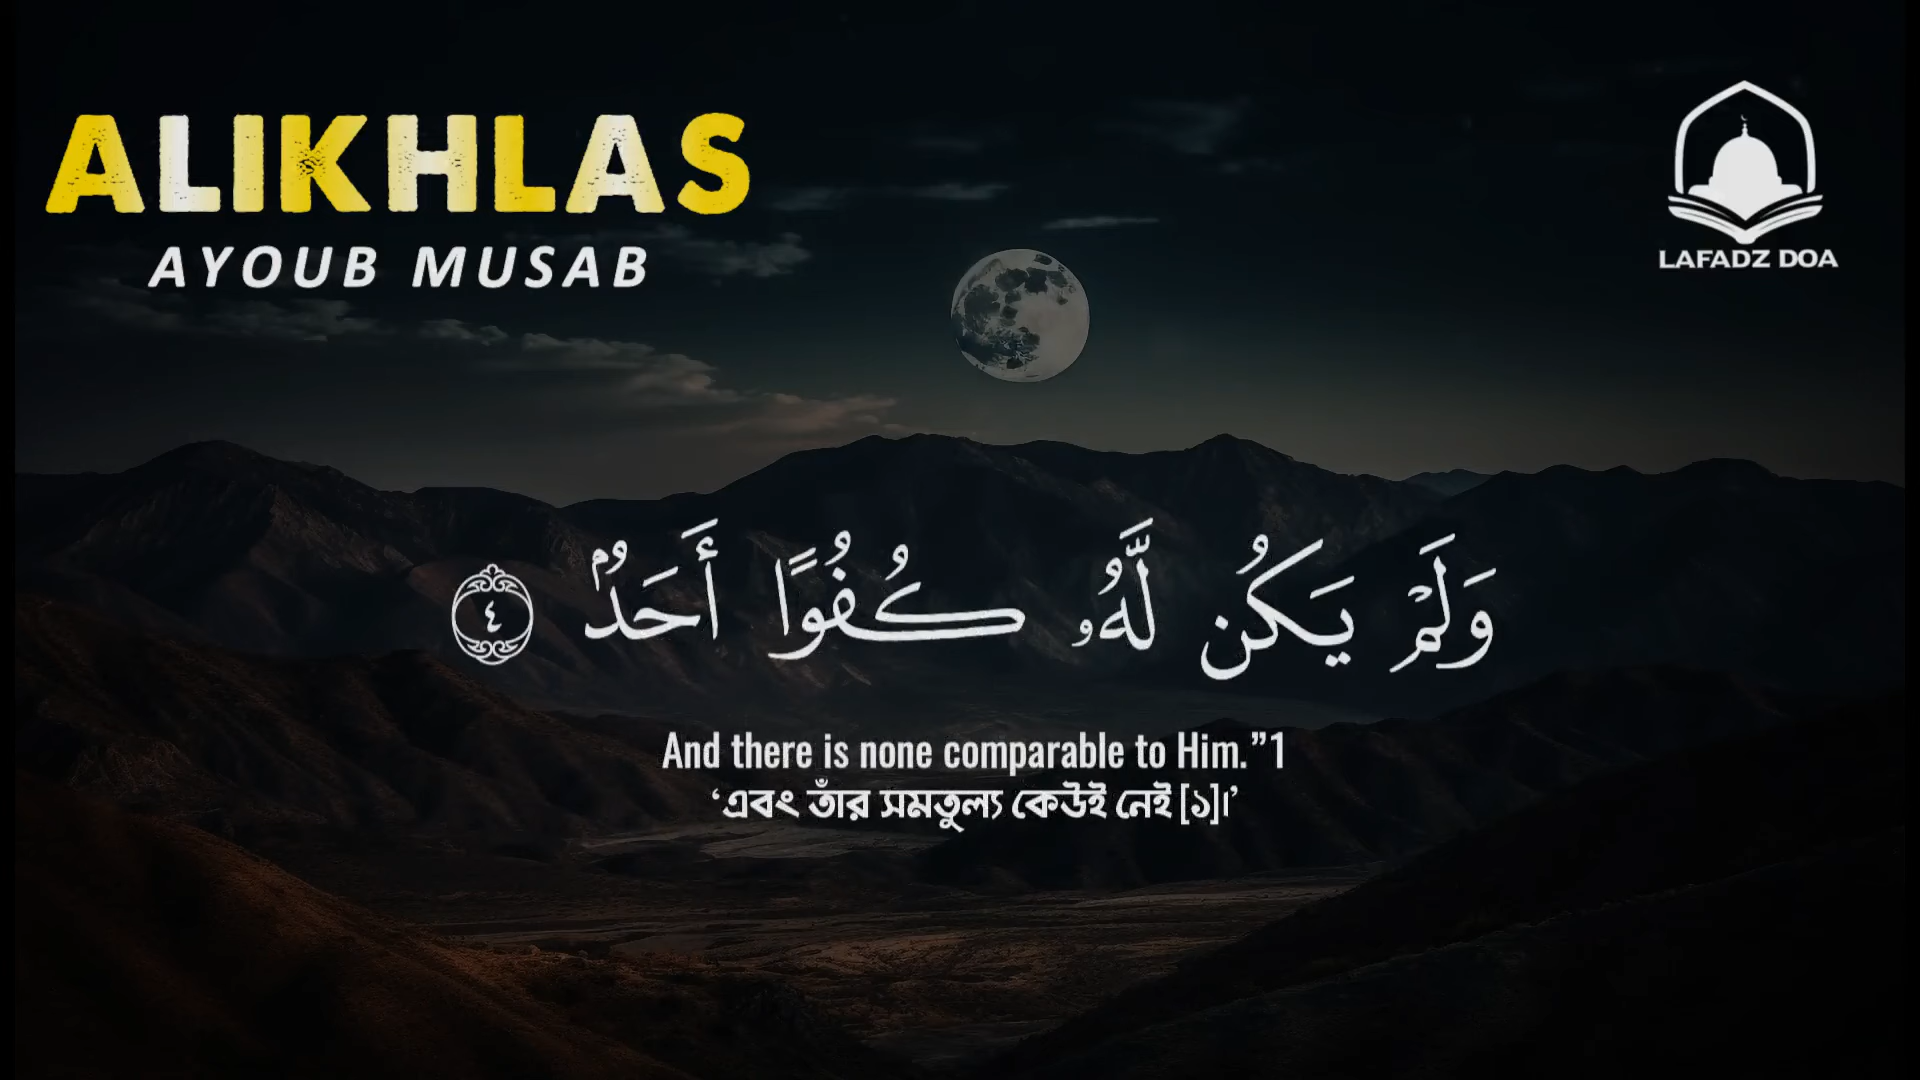 ALIKHLAS
AYOUB MUSAB
LAFADZ DOA
وَلَمْ يَكُن لَّهُۥ كُفُوًا أَحَدٌۢ ٤
And there is none comparable to Him.”1
‘এবং তাঁর সমতুল্য কেউই নেই [১]।’